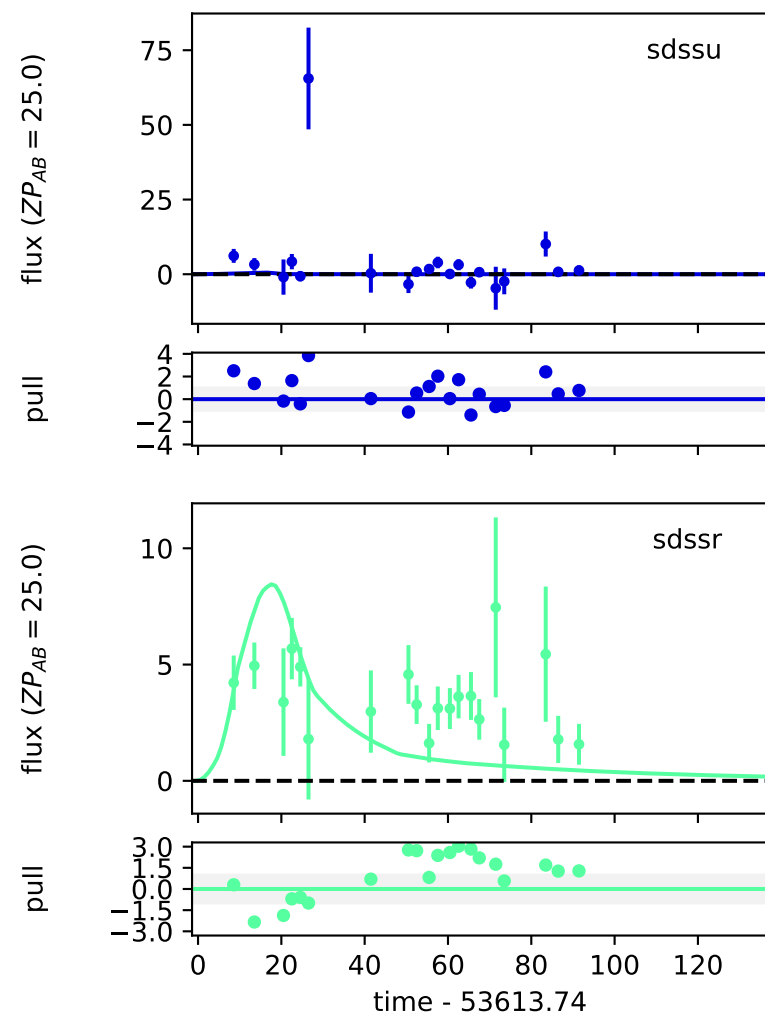 sdssu
flux (ZP_AB = 25.0)
75
50
25
0
pull
4
2
0
−2
−4
sdssr
flux (ZP_AB = 25.0)
10
5
0
pull
3.0
1.5
0.0
−1.5
−3.0
0 20 40 60 80 100 120
time - 53613.74